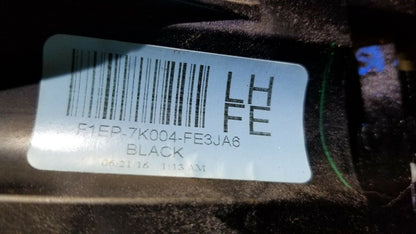 LH
FE
F1EP-7K004-FE3JA6
BLACK
06/21/16 1:13 AM